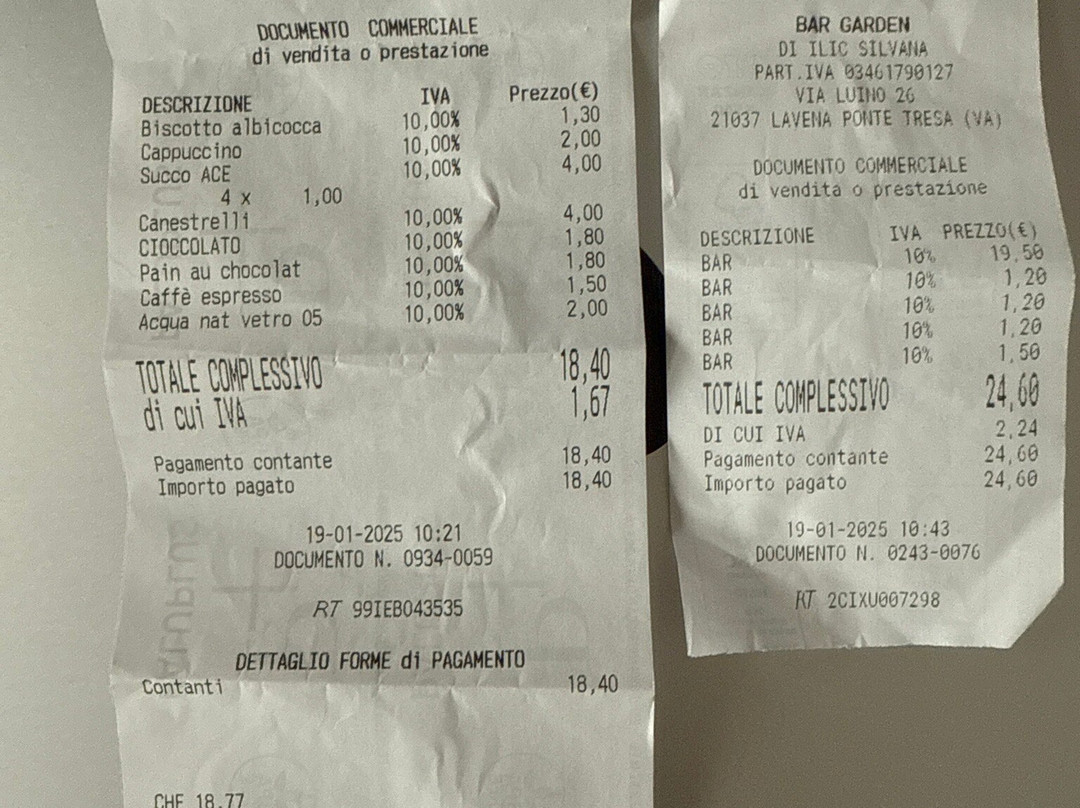 DOCUMENTO COMMERCIALE
di vendita o prestazione
DESCRIZIONE IVA Prezzo(€)
Biscotto albicocca 10,00% 1,30
Cappuccino 10,00% 2,00
Succo ACE 10,00% 4,00
4 x 1,00
Canestrelli 10,00% 4,00
CIOCCOLATO 10,00% 1,80
Pain au chocolat 10,00% 1,80
Caffè espresso 10,00% 1,50
Acqua nat vetro 05 10,00% 2,00
TOTALE COMPLESSIVO 18,40
di cui IVA 1,67
Pagamento contante 18,40
Importo pagato 18,40
19-01-2025 10:21
DOCUMENTO N. 0934-0059
RT 99IEB043535
DETTAGLIO FORME di PAGAMENTO
Contanti 18,40
CHF 18,77
BAR GARDEN
DI ILIC SILVANA
PART.IVA 03461790127
VIA LUINO 26
21037 LAVENA PONTE TRESA (VA)
DOCUMENTO COMMERCIALE
di vendita o prestazione
DESCRIZIONE IVA PREZZO(€)
BAR 10% 19,50
BAR 10% 1,20
BAR 10% 1,20
BAR 10% 1,20
BAR 10% 1,50
TOTALE COMPLESSIVO 24,60
DI CUI IVA 2,24
Pagamento contante 24,60
Importo pagato 24,60
19-01-2025 10:43
DOCUMENTO N. 0243-0076
RT 2CIXU007298